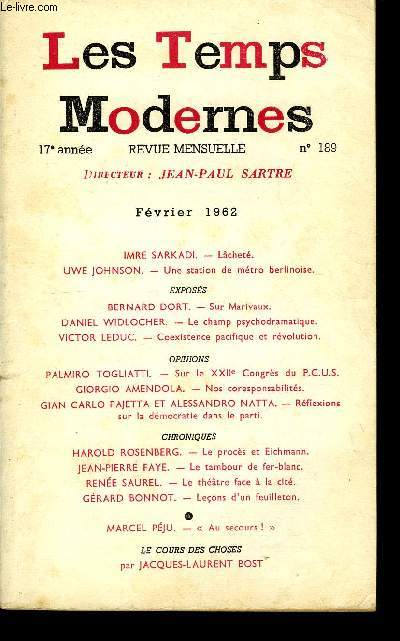 Le-livre.com
Les Temps
Modernes
17e année REVUE MENSUELLE n° 189
DIRECTEUR : JEAN-PAUL SARTRE
Février 1962
IMRE SARKADI. — Lâcheté.
UWE JOHNSON. — Une station de métro berlinoise.
EXPOSÉS
BERNARD DORT. — Sur Marivaux.
DANIEL WIDLOCHER. — Le champ psychodramatique.
VICTOR LEDUC. — Coexistence pacifique et révolution.
OPINIONS
PALMIRO TOGLIATTI. — Sur le XXIIe Congrès du P.C.U.S.
GIORGIO AMENDOLA. — Nos coresponsabilités.
GIAN CARLO PAJETTA ET ALESSANDRO NATTA. — Réflexions
sur la démocratie dans le parti.
CHRONIQUES
HAROLD ROSENBERG. — Le procès et Eichmann.
JEAN-PIERRE FAYE. — Le tambour de fer-blanc.
RENÉE SAUREL. — Le théâtre face à la cité.
GÉRARD BONNOT. — Leçons d'un feuilleton.
MARCEL PÉJU. — « Au secours ! »
LE COURS DES CHOSES
par JACQUES-LAURENT BOST